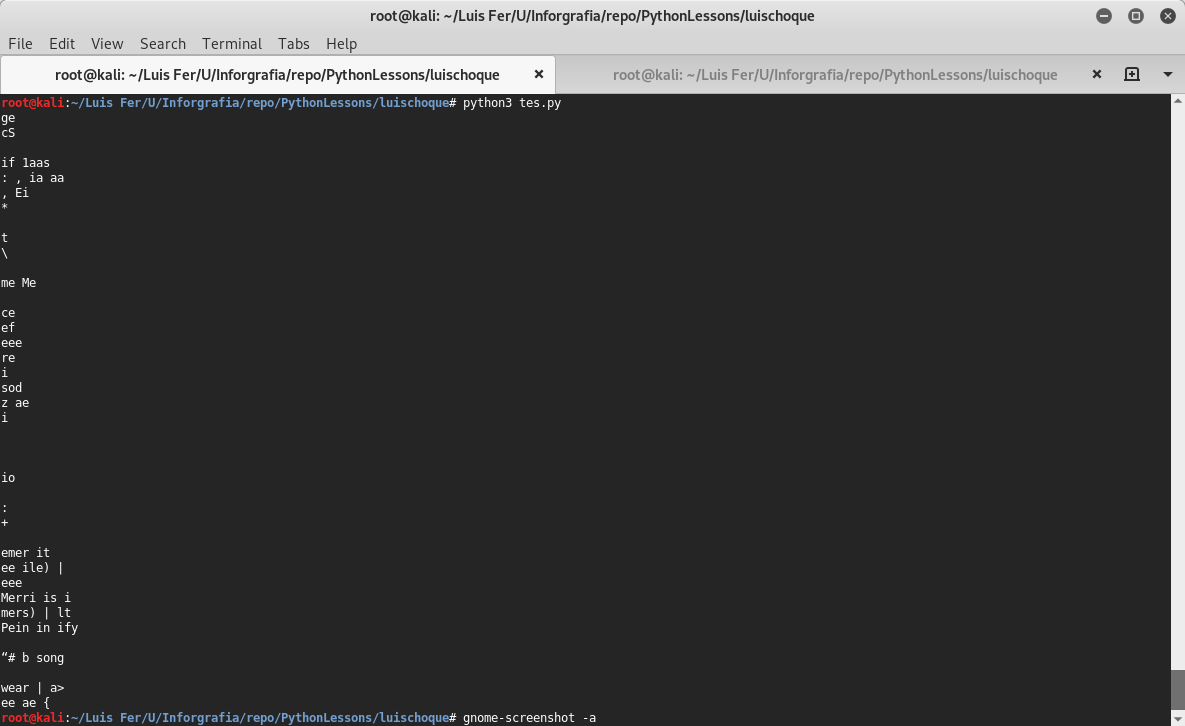 root@kali: ~/Luis Fer/U/Inforgrafia/repo/PythonLessons/luischoque
File Edit View Search Terminal Tabs Help
root@kali: ~/Luis Fer/U/Inforgrafia/repo/PythonLessons/luischoque root@kali: ~/Luis Fer/U/Inforgrafia/repo/PythonLessons/luischoque
root@kali:~/Luis Fer/U/Inforgrafia/repo/PythonLessons/luischoque# python3 tes.py
ge
cS
if 1aas
: , ia aa
, Ei
*
t
\
me Me
ce
ef
eee
re
i
sod
z ae
i
io
:
+
emer it
ee ile) |
eee
Merri is i
mers) | lt
Pein in ify
“# b song
wear | a>
ee ae {
root@kali:~/Luis Fer/U/Inforgrafia/repo/PythonLessons/luischoque# gnome-screenshot -a